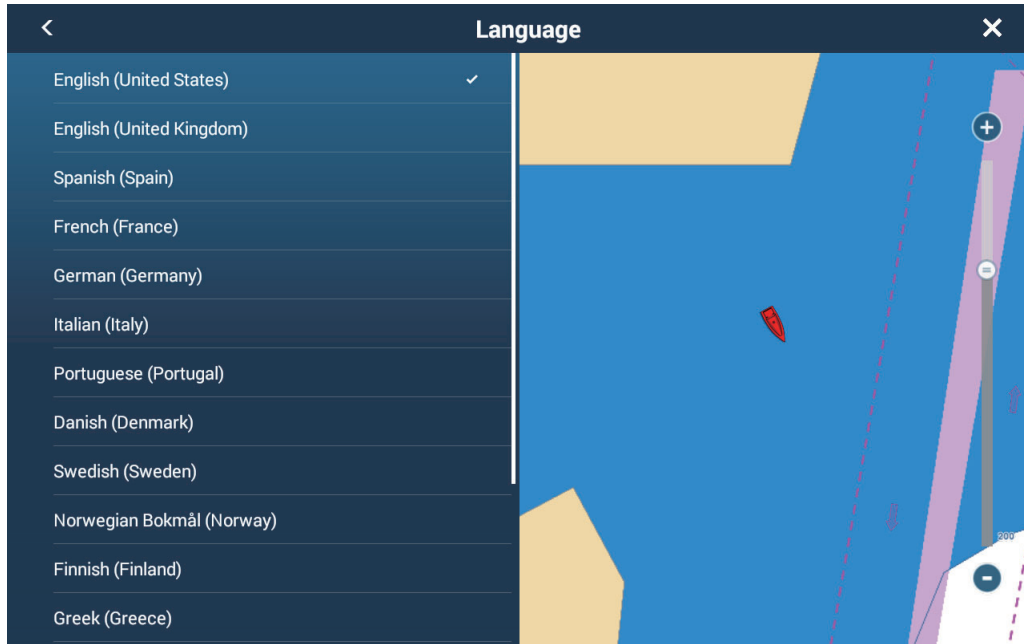 Language
English (United States)
English (United Kingdom)
Spanish (Spain)
French (France)
German (Germany)
Italian (Italy)
Portuguese (Portugal)
Danish (Denmark)
Swedish (Sweden)
Norwegian Bokmål (Norway)
Finnish (Finland)
Greek (Greece)
200